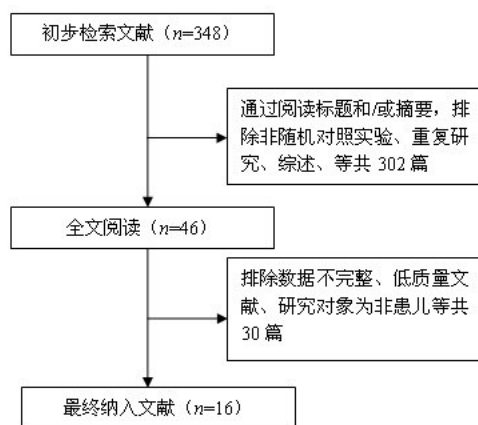 初步检索文献（n=348）
通过阅读标题和/或摘要，排
除非随机对照实验、重复研
究、综述、等共 302 篇
全文阅读（n=46）
排除数据不完整、低质量文
献、研究对象为非患儿等共
30 篇
最终纳入文献（n=16）